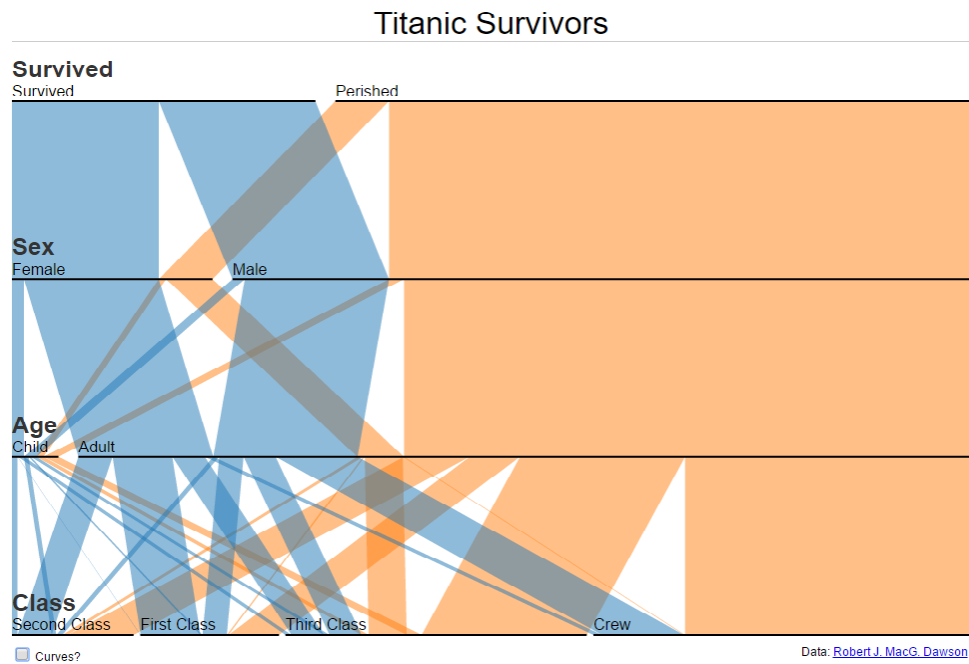 Titanic Survivors
Survived
Survived Perished
Sex
Female Male
Age
Child Adult
Class
Second Class First Class Third Class Crew
Curves? Data: Robert J. MacG. Dawson